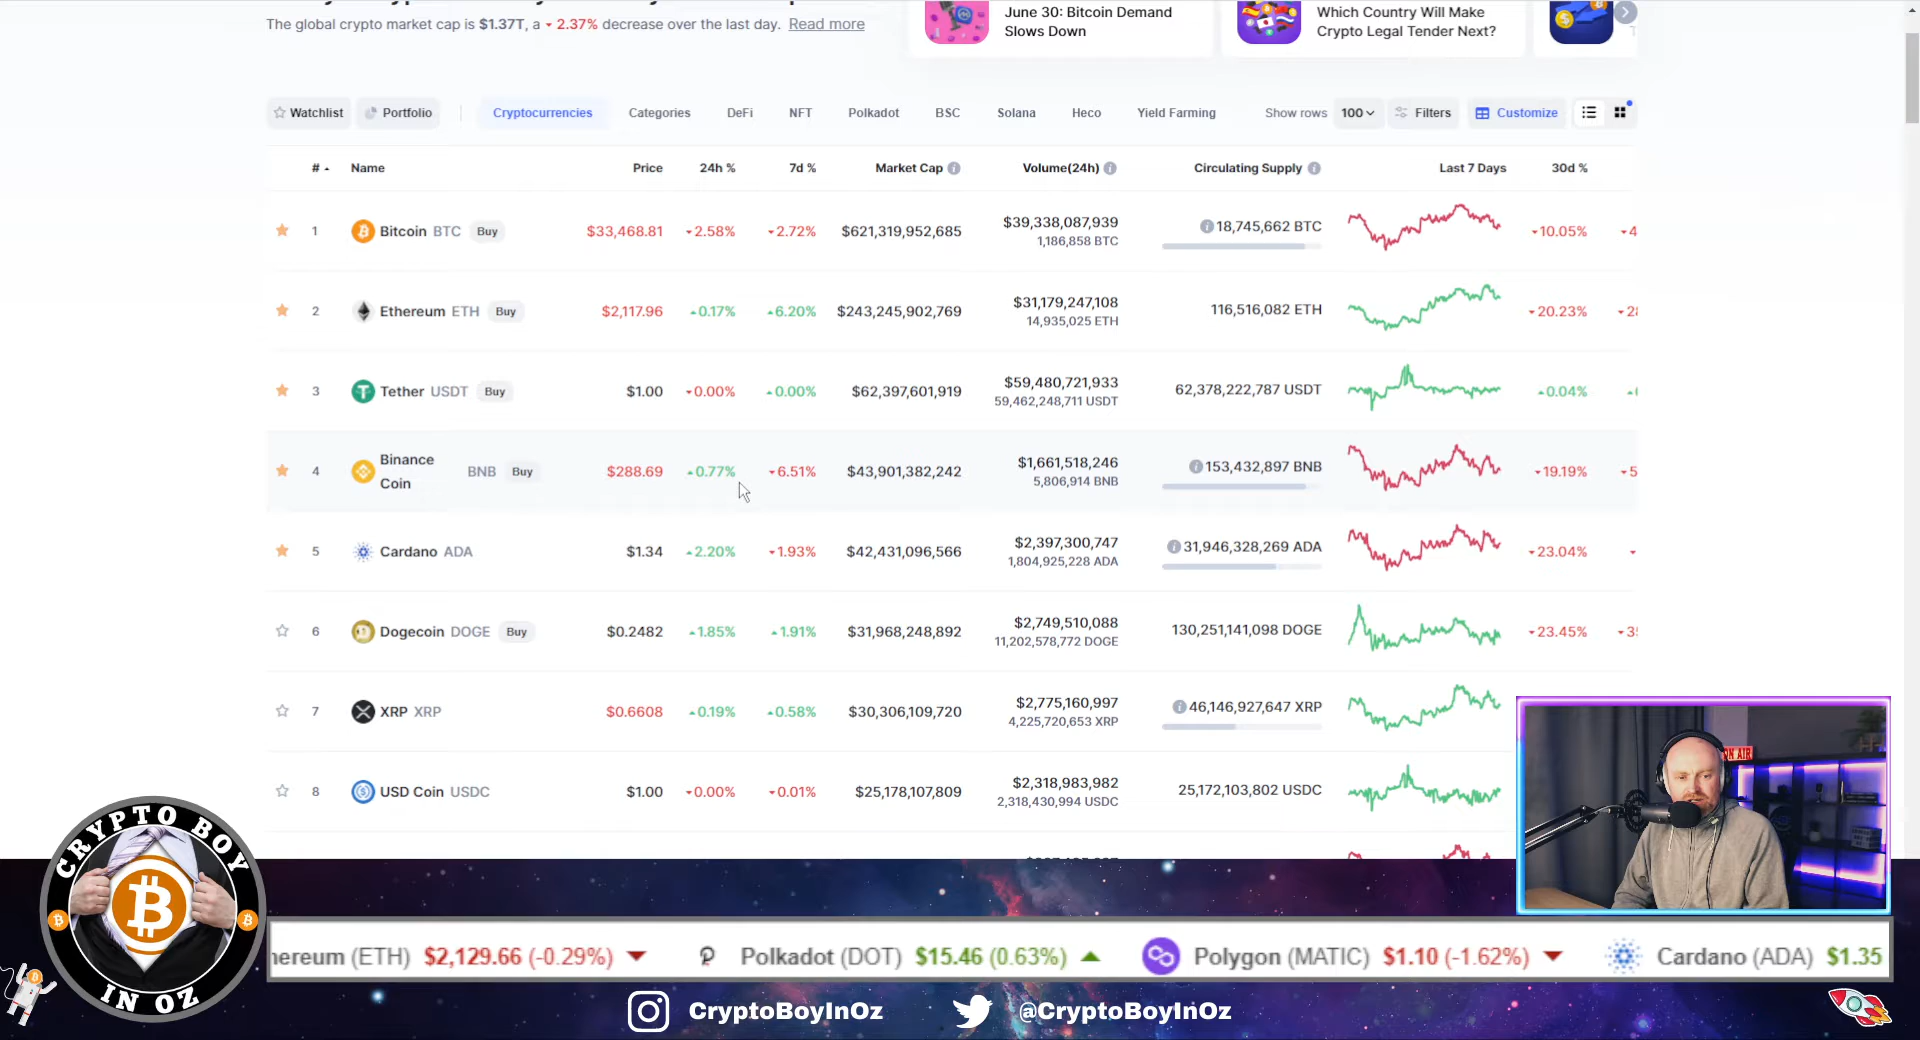 The global crypto market cap is $1.37T, a 2.37% decrease over the last day. Read more
June 30: Bitcoin Demand
Slows Down
Which Country Will Make
Crypto Legal Tender Next?
Watchlist Portfolio Cryptocurrencies Categories DeFi NFT Polkadot BSC Solana Heco Yield Farming Show rows 100 Filters Customize
# Name Price 24h % 7d % Market Cap Volume(24h) Circulating Supply Last 7 Days 30d %
1 Bitcoin BTC Buy $33,468.81 2.58% 2.72% $621,319,952,685 $39,338,087,939 18,745,662 BTC 10.05%
1,186,858 BTC
2 Ethereum ETH Buy $2,117.96 0.17% 6.20% $243,245,902,769 $31,179,247,108 116,516,082 ETH 20.23%
14,935,025 ETH
3 Tether USDT Buy $1.00 0.00% 0.00% $62,397,601,919 $59,480,721,933 62,378,222,787 USDT 0.04%
59,462,248,711 USDT
4 Binance Coin BNB Buy $288.69 0.77% 6.51% $43,901,382,242 $1,661,518,246 153,432,897 BNB 19.19%
5,806,914 BNB
5 Cardano ADA $1.34 2.20% 1.93% $42,431,096,566 $2,397,300,747 31,946,328,269 ADA 23.04%
1,804,925,228 ADA
6 Dogecoin DOGE Buy $0.2482 1.85% 1.91% $31,968,248,892 $2,749,510,088 130,251,141,098 DOGE 23.45%
11,202,578,772 DOGE
7 XRP XRP $0.6608 0.19% 0.58% $30,306,109,720 $2,775,160,997 46,146,927,647 XRP
4,225,720,653 XRP
8 USD Coin USDC $1.00 0.00% 0.01% $25,178,107,809 $2,318,983,982 25,172,103,802 USDC
2,318,430,994 USDC
ON AIR
CRYPTO BOY
IN OZ
hereum (ETH) $2,129.66 (-0.29%) Polkadot (DOT) $15.46 (0.63%) Polygon (MATIC) $1.10 (-1.62%) Cardano (ADA) $1.35
CryptoBoyInOz @CryptoBoyInOz